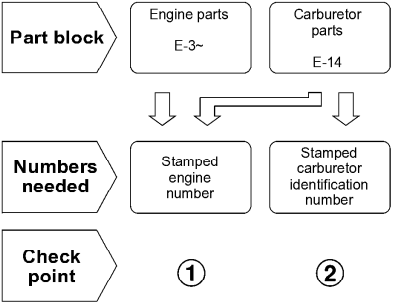 Part block
Engine parts
E-3~
Carburetor
parts
E-14
Numbers
needed
Stamped
engine
number
Stamped
carburetor
identification
number
Check
point
①
②